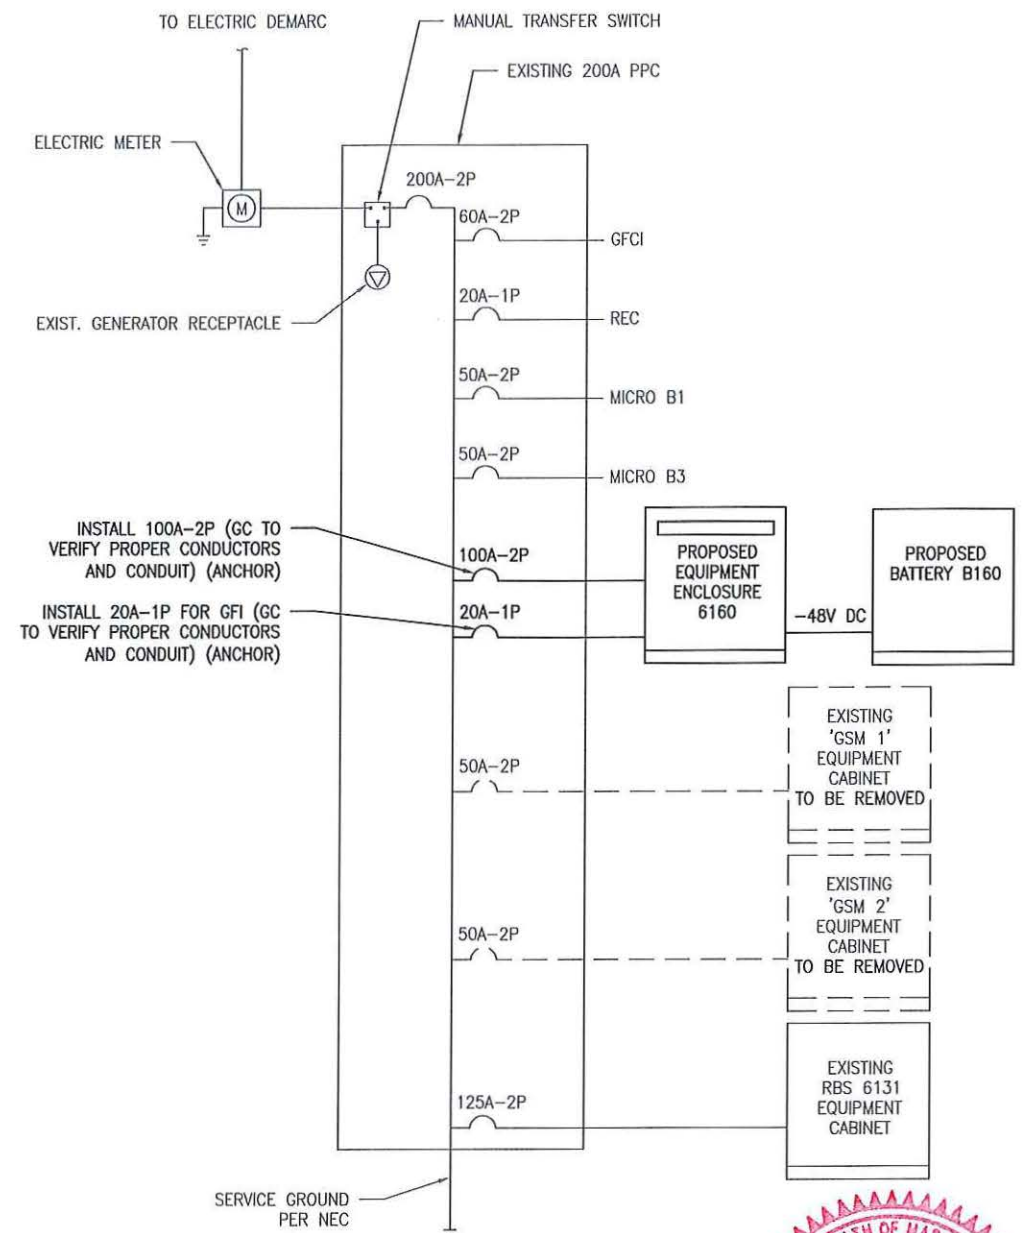 TO ELECTRIC DEMARC
MANUAL TRANSFER SWITCH
EXISTING 200A PPC
ELECTRIC METER
200A-2P
M
60A-2P
GFCI
20A-1P
REC
EXIST. GENERATOR RECEPTACLE
50A-2P
MICRO B1
50A-2P
MICRO B3
INSTALL 100A-2P (GC TO
VERIFY PROPER CONDUCTORS
AND CONDUIT) (ANCHOR)
100A-2P
INSTALL 20A-1P FOR GFI (GC
TO VERIFY PROPER CONDUCTORS
AND CONDUIT) (ANCHOR)
20A-1P
PROPOSED
EQUIPMENT
ENCLOSURE
6160
-48V DC
PROPOSED
BATTERY B160
50A-2P
EXISTING
'GSM 1'
EQUIPMENT
CABINET
TO BE REMOVED
50A-2P
EXISTING
'GSM 2'
EQUIPMENT
CABINET
TO BE REMOVED
125A-2P
EXISTING
RBS 6131
EQUIPMENT
CABINET
SERVICE GROUND
PER NEC
OF